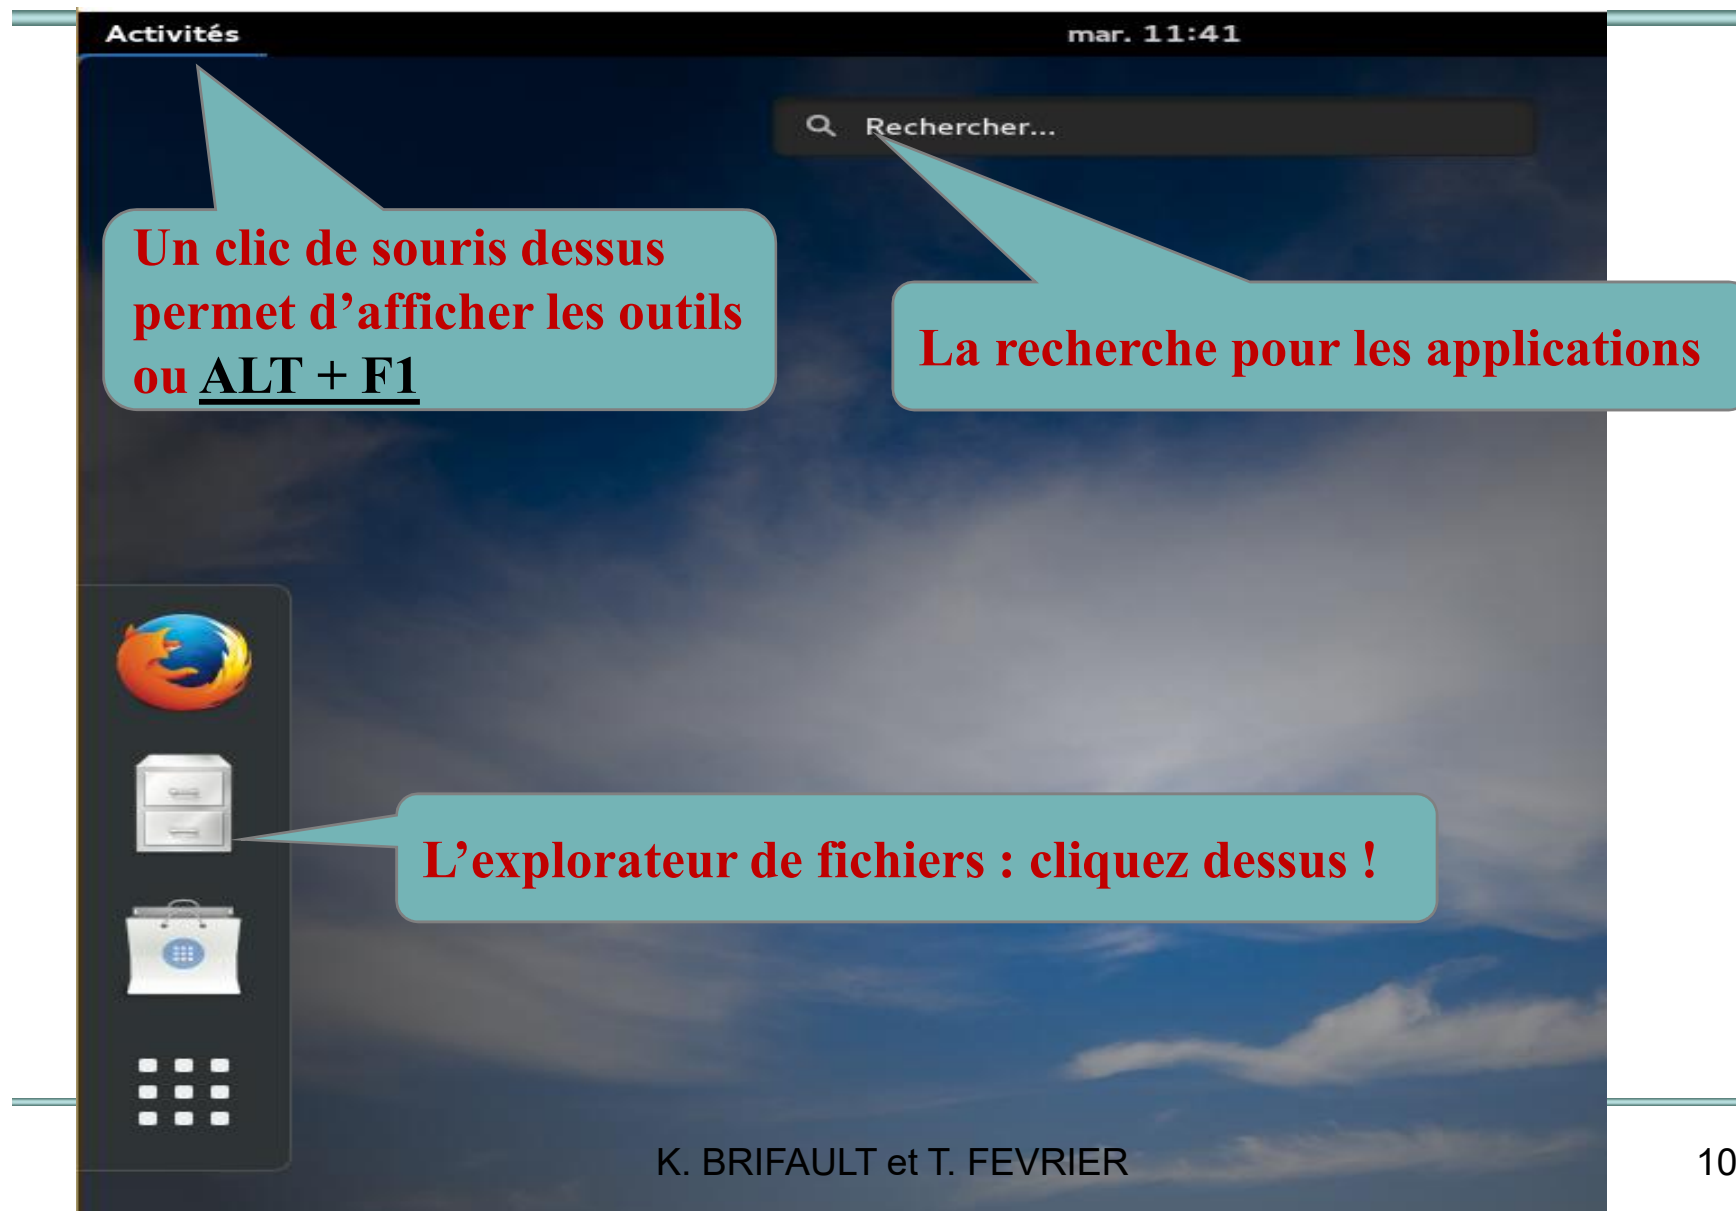 Activités
mar. 11:41
Rechercher...
Un clic de souris dessus
permet d’afficher les outils
ou ALT + F1
La recherche pour les applications
L’explorateur de fichiers : cliquez dessus !
K. BRIFAULT et T. FEVRIER
10